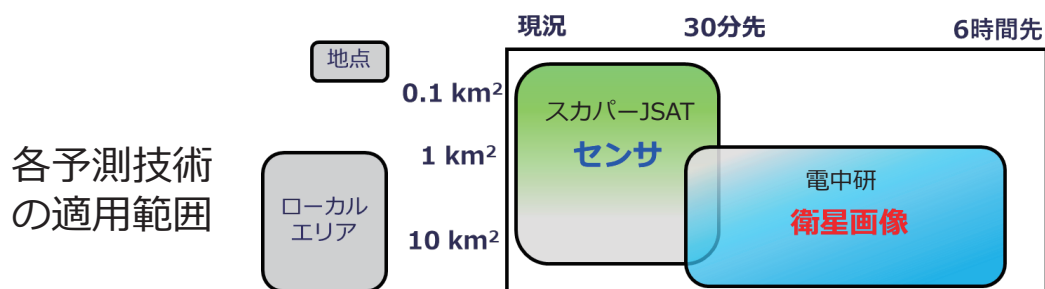 現況 30分先 6時間先
地点
0.1 km²
スカパーJSAT
センサ
1 km²
各予測技術
の適用範囲
ローカル
エリア
電中研
衛星画像
10 km²